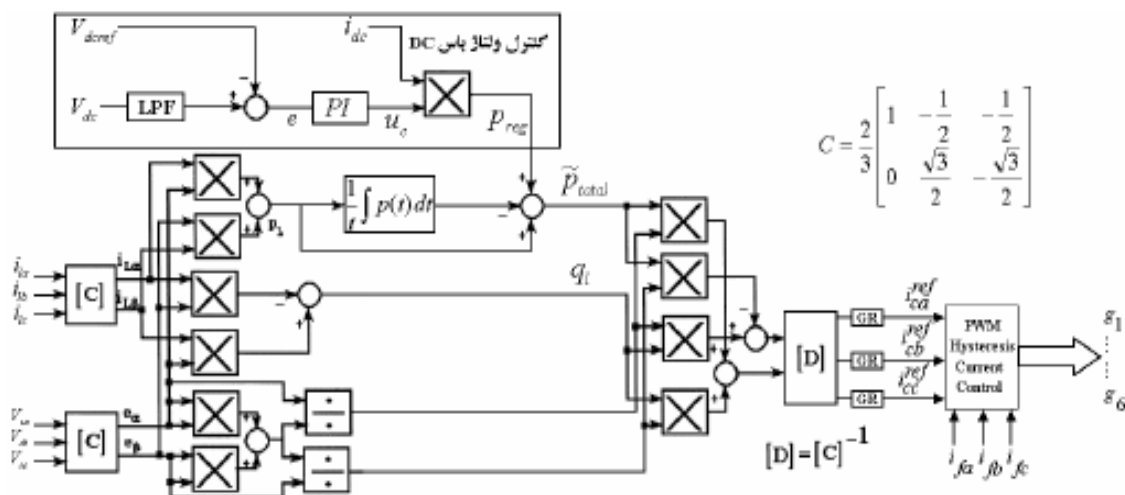 V_dcref
i_dc
کنترل ولتاژ باس DC
V_dc
LPF
e
PI
u_c
p_reg
C = 2/3 [1 -1/2 -1/2
0 √3/2 -√3/2]
p̃_total
1/t ∫ p(t) dt
p_L
i_la
i_lb
i_lc
[C]
i_Lα
i_Lβ
q_l
V_sa
[C]
e_α
e_β
[D]
GR
GR
GR
i_ca^ref
i_cb^ref
i_cc^ref
PWM
Hysteresis
Current
Control
g_1
g_6
[D]=[C]^-1
i_fa
i_fb
i_fc